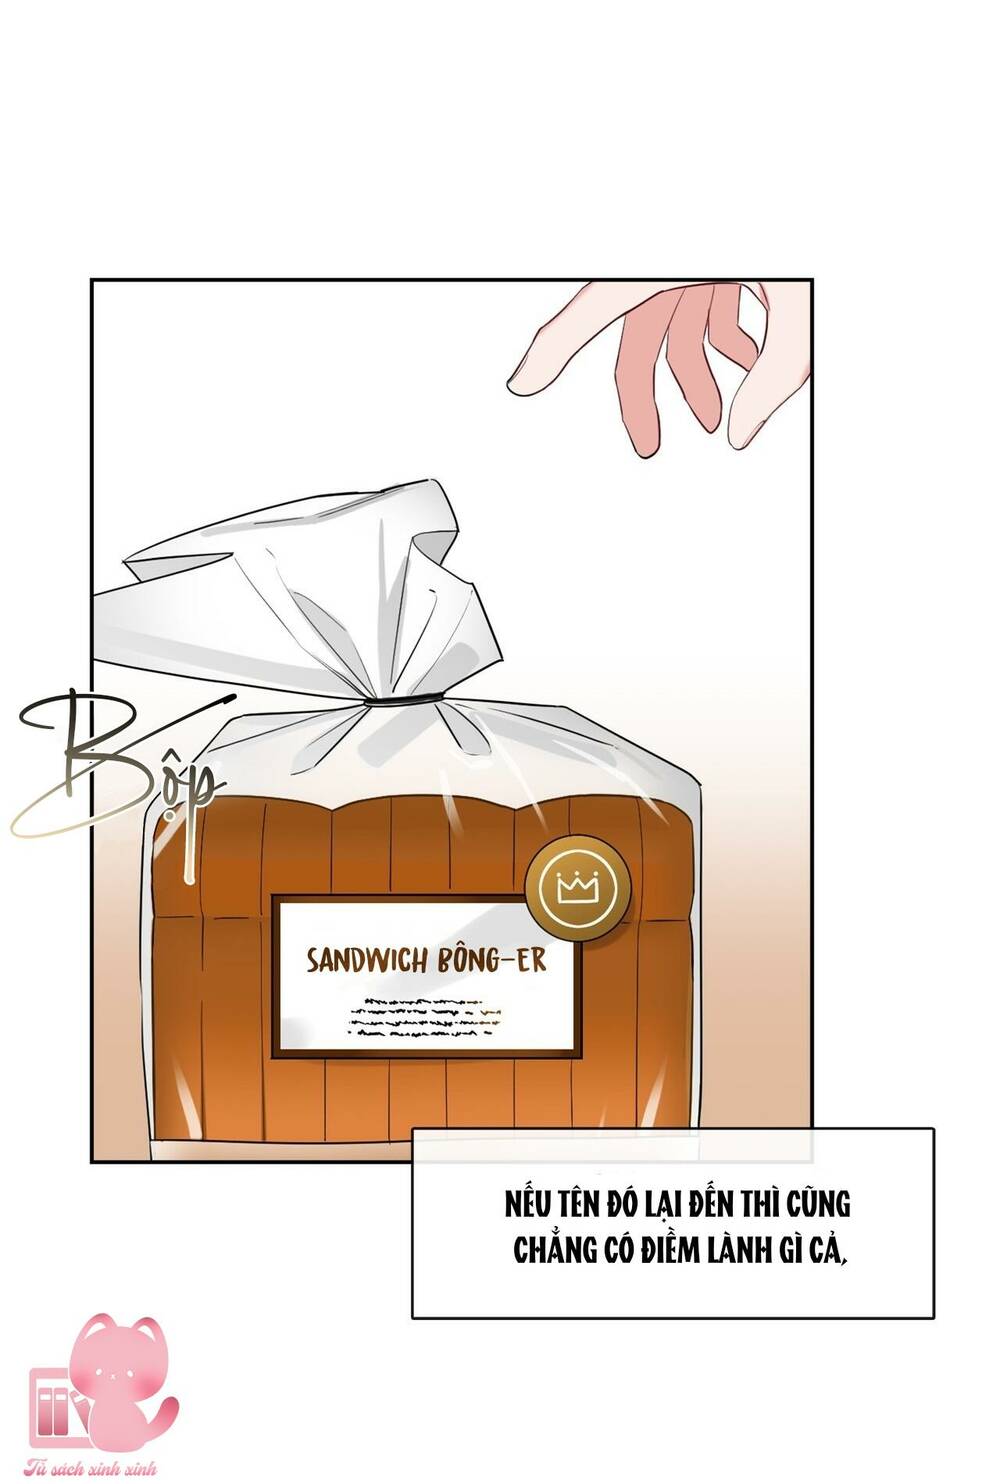 Bộp
SANDWICH BÔNG-ER
NẾU TÊN ĐÓ LẠI ĐẾN THÌ CŨNG
CHẲNG CÓ ĐIỀM LÀNH GÌ CẢ,
Tủ sách xinh xinh